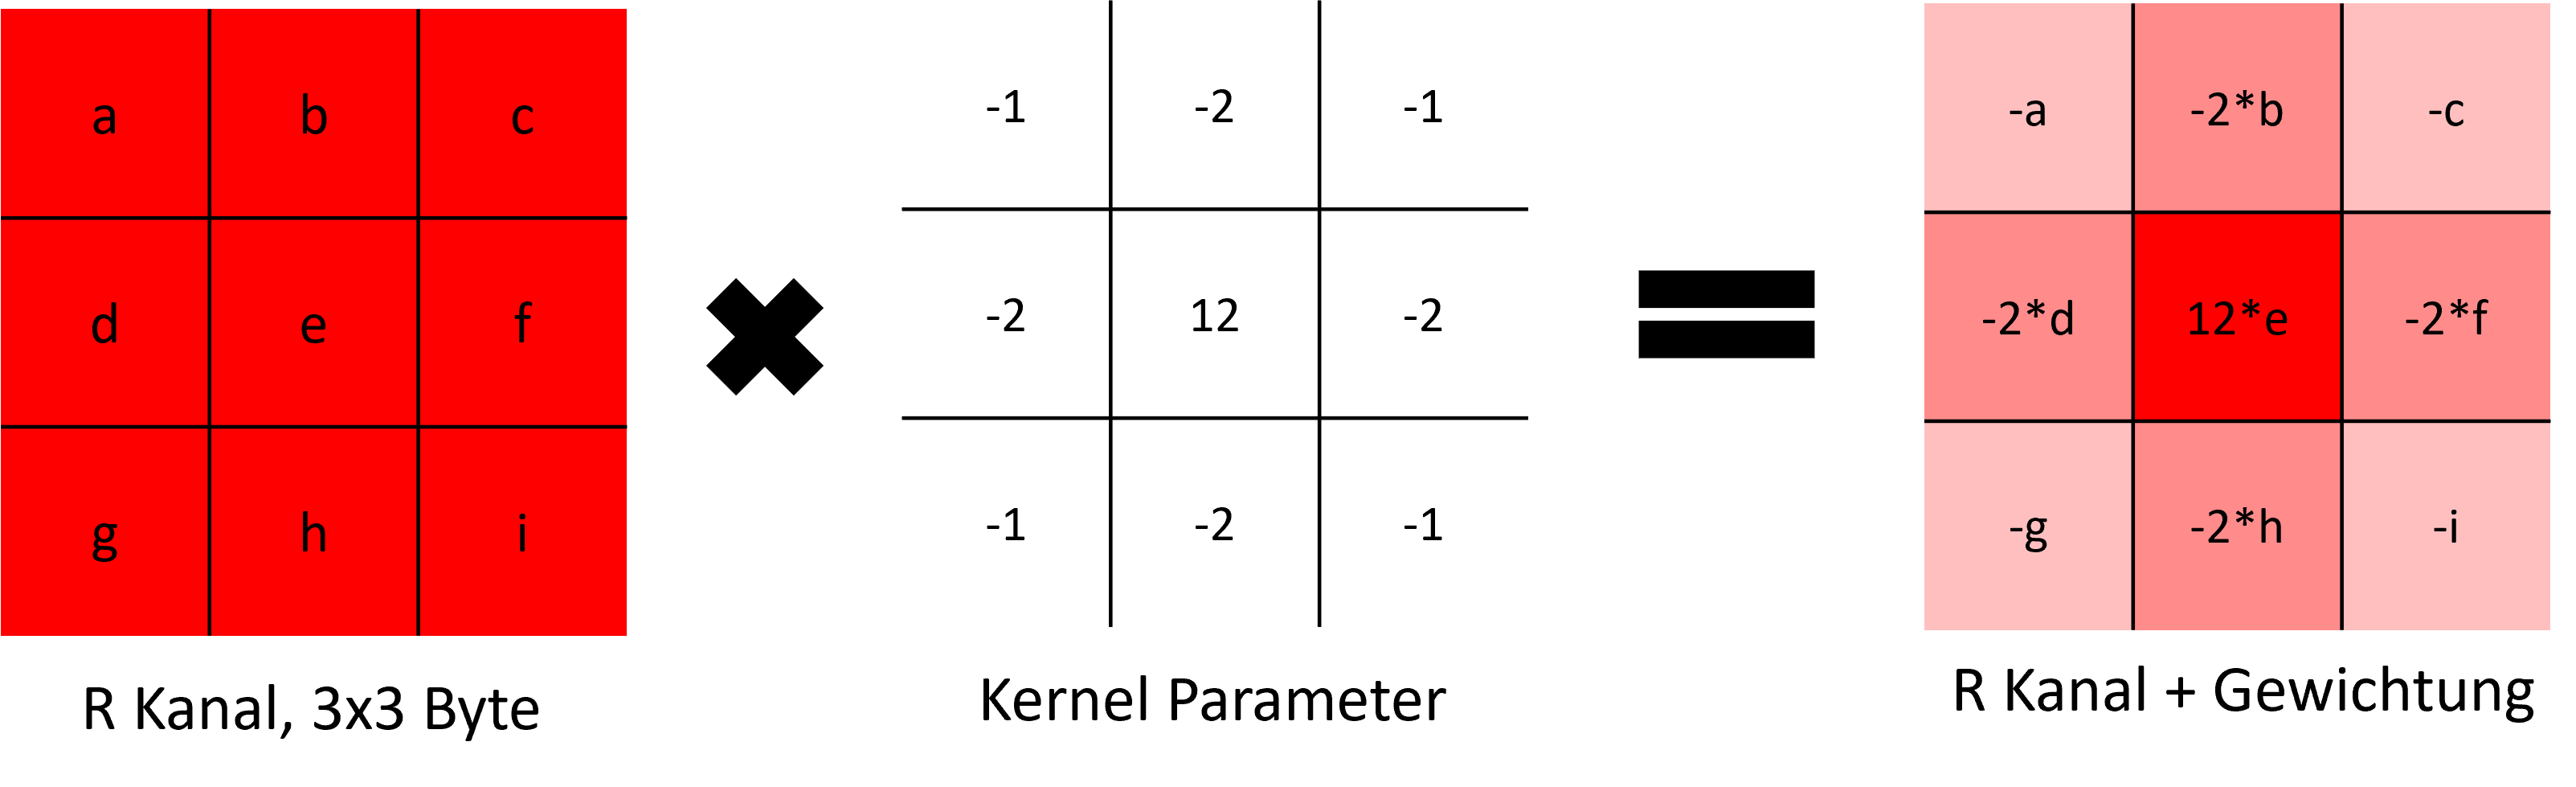 a b c
d e f
g h i
R Kanal, 3x3 Byte
-1 -2 -1
-2 12 -2
-1 -2 -1
Kernel Parameter
-a -2*b -c
-2*d 12*e -2*f
-g -2*h -i
R Kanal + Gewichtung